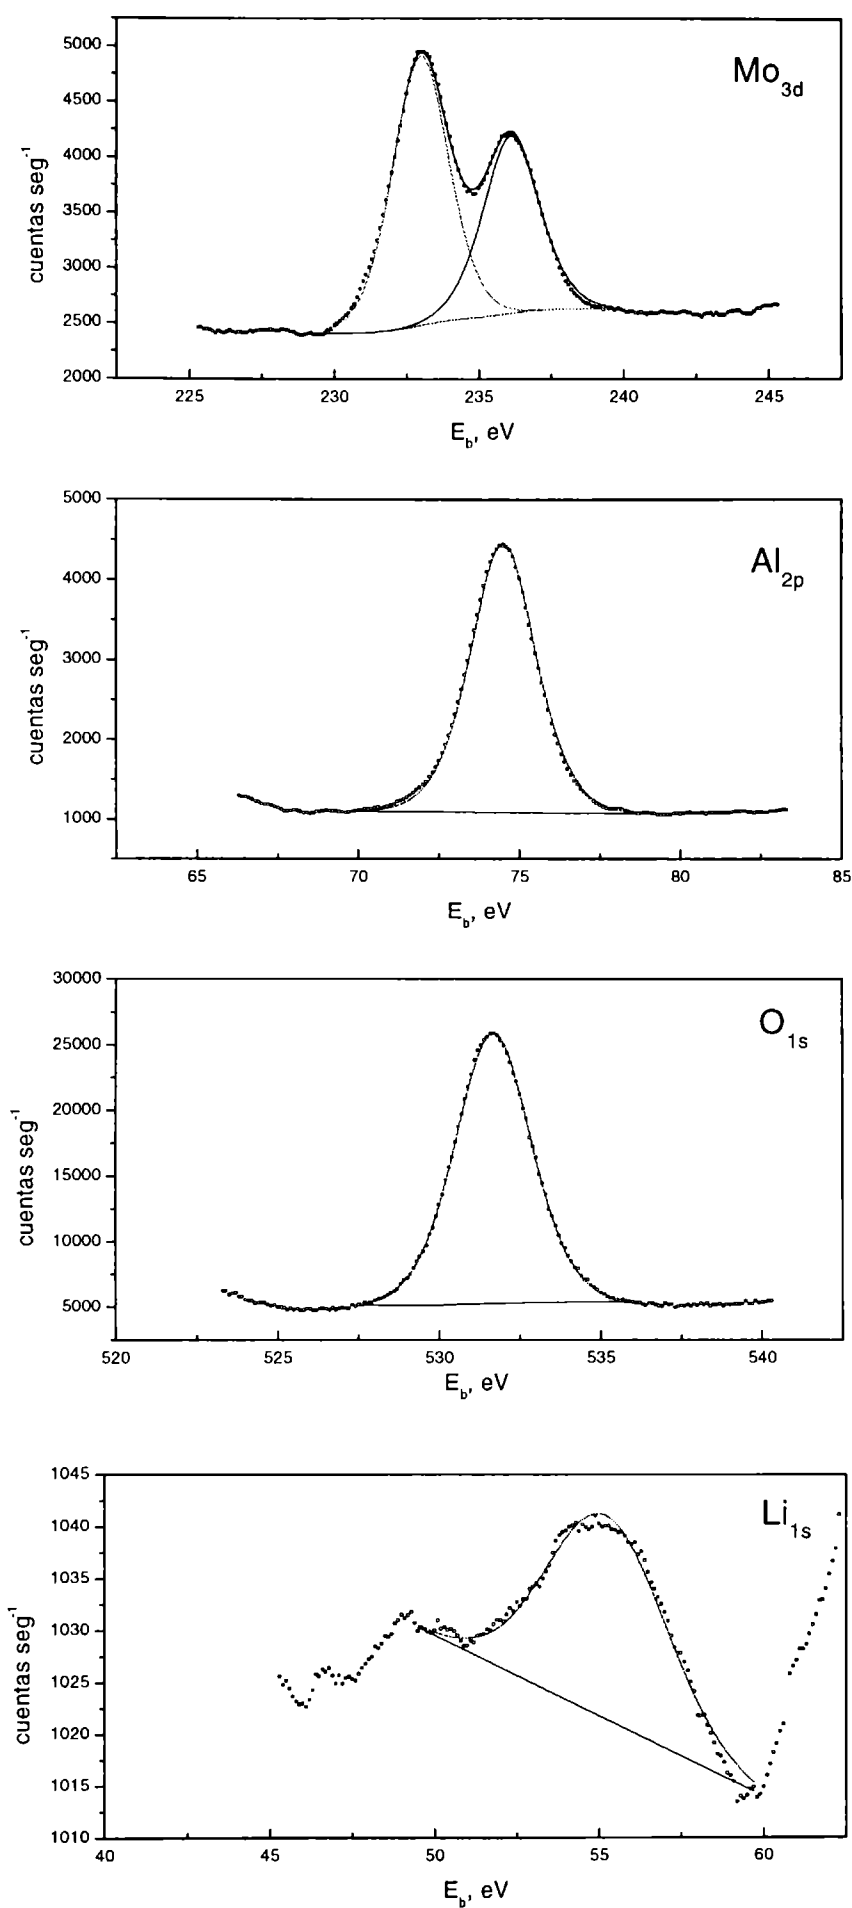 Mo3d
5000
4500
4000
3500
3000
2500
2000
cuentas seg-1
225 230 235 240 245
Eb, eV
Al2p
5000
4000
3000
2000
1000
cuentas seg-1
65 70 75 80 85
Eb, eV
O1s
30000
25000
20000
15000
10000
5000
cuentas seg-1
520 525 530 535 540
Eb, eV
Li1s
1045
1040
1035
1030
1025
1020
1015
1010
cuentas seg-1
40 45 50 55 60
Eb, eV